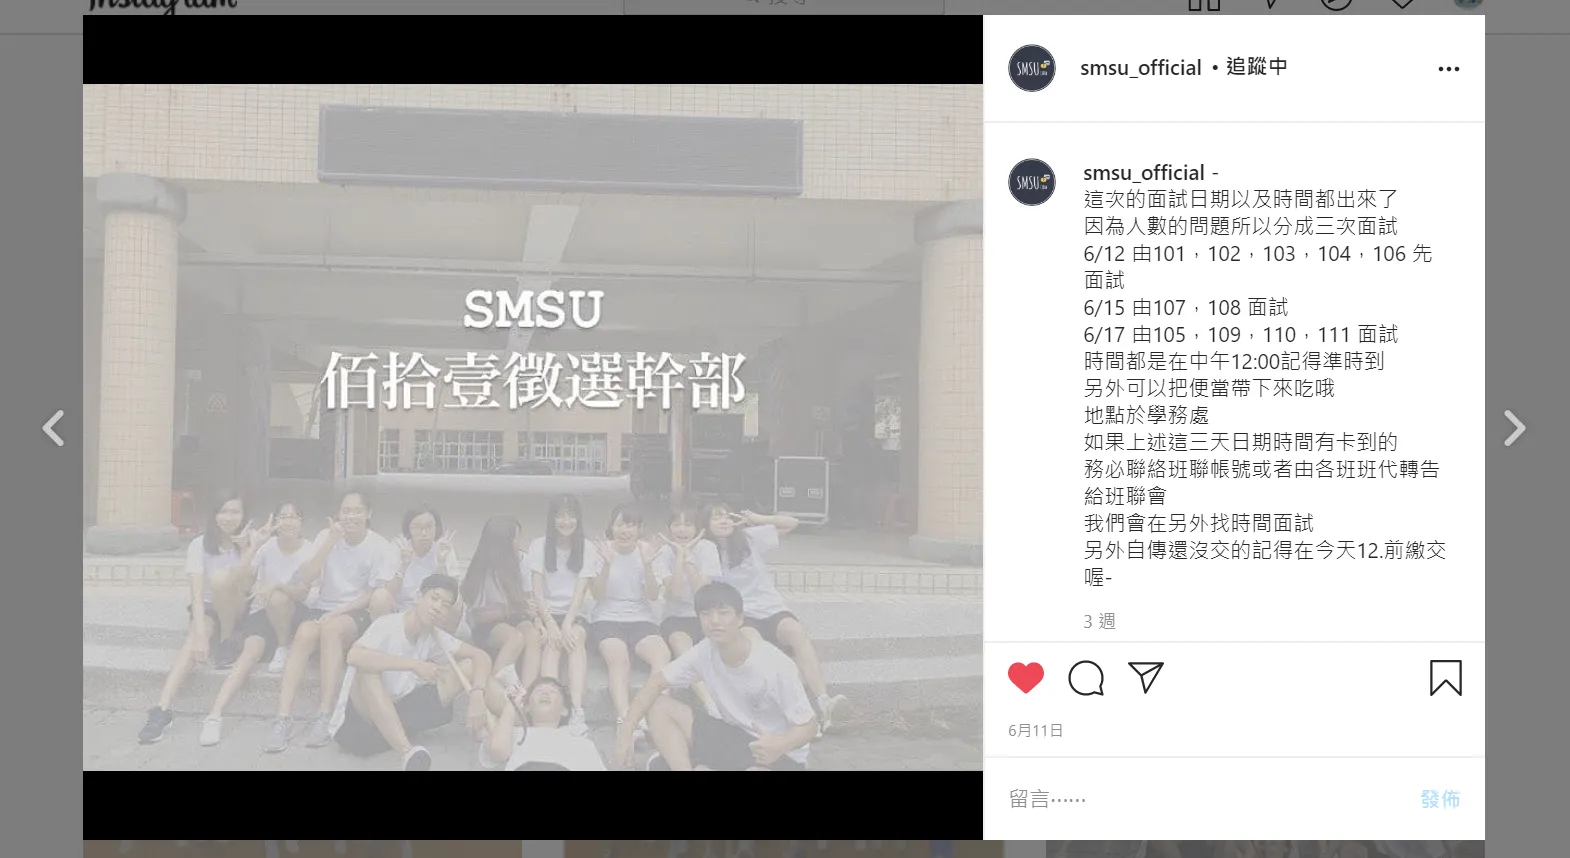 Instagram
搜尋
smsu_official • 追蹤中
SMSU
佰拾壹徵選幹部
smsu_official -
這次的面試日期以及時間都出來了
因為人數的問題所以分成三次面試
6/12 由101，102，103，104，106 先
面試
6/15 由107，108 面試
6/17 由105，109，110，111 面試
時間都是在中午12:00記得準時到
另外可以把便當帶下來吃哦
地點於學務處
如果上述這三天日期時間有卡到的
務必聯絡班聯帳號或者由各班班代轉告
給班聯會
我們會在另外找時間面試
另外自傳還沒交的記得在今天12.前繳交
喔-
3 週
6月11日
留言⋯⋯
發佈